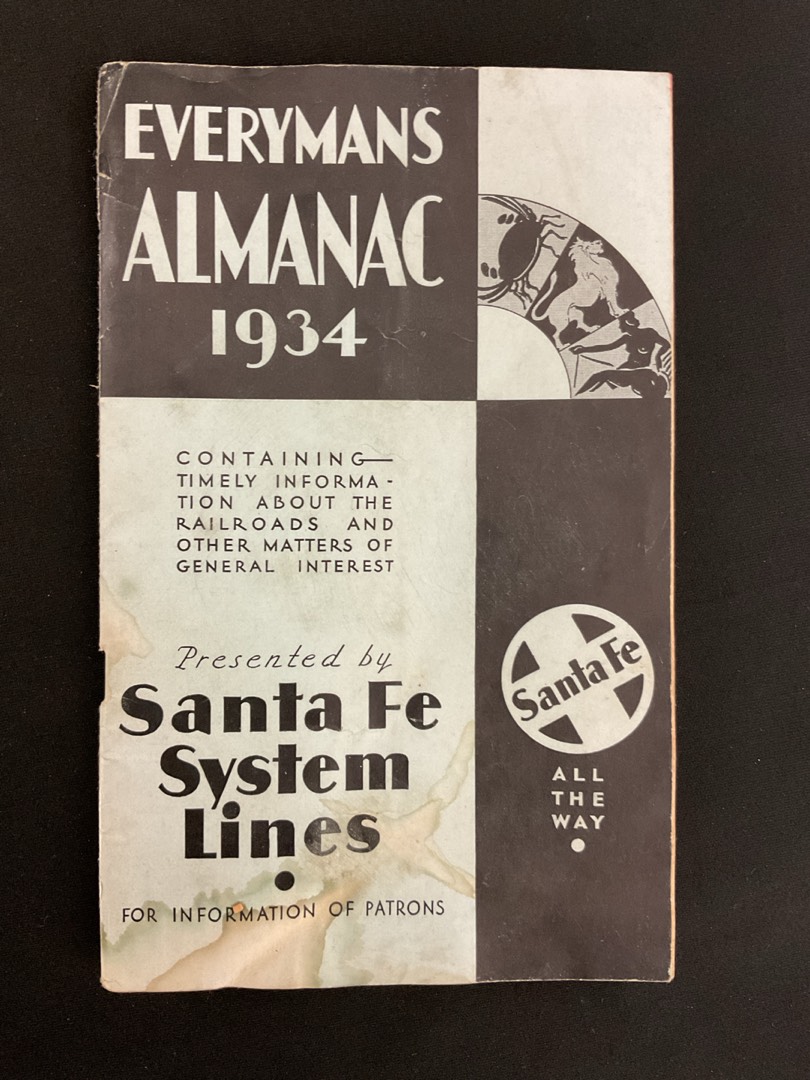 EVERYMANS
ALMANAC
1934
CONTAINING—
TIMELY INFORMA-
TION ABOUT THE
RAILROADS AND
OTHER MATTERS OF
GENERAL INTEREST
Presented by
Santa Fe
System
Lines
FOR INFORMATION OF PATRONS
Santa Fe
ALL
THE
WAY